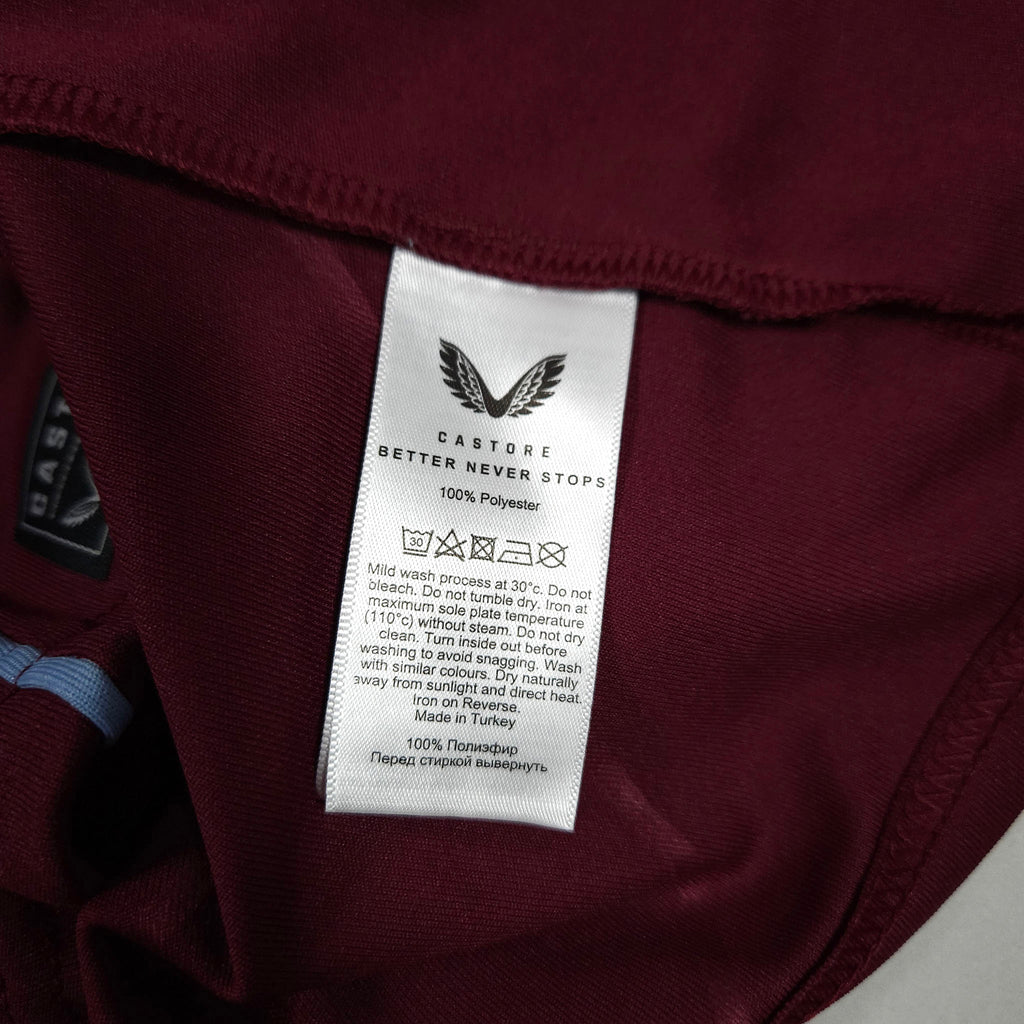 CASTORE
BETTER NEVER STOPS
100% Polyester
30
Mild wash process at 30°c. Do not
bleach. Do not tumble dry. Iron at
maximum sole plate temperature
(110°c) without steam. Do not dry
clean. Turn inside out before
washing to avoid snagging. Wash
with similar colours. Dry naturally
away from sunlight and direct heat.
Iron on Reverse.
Made in Turkey
100% Полиэфир
Перед стиркой вывернуть
CAST